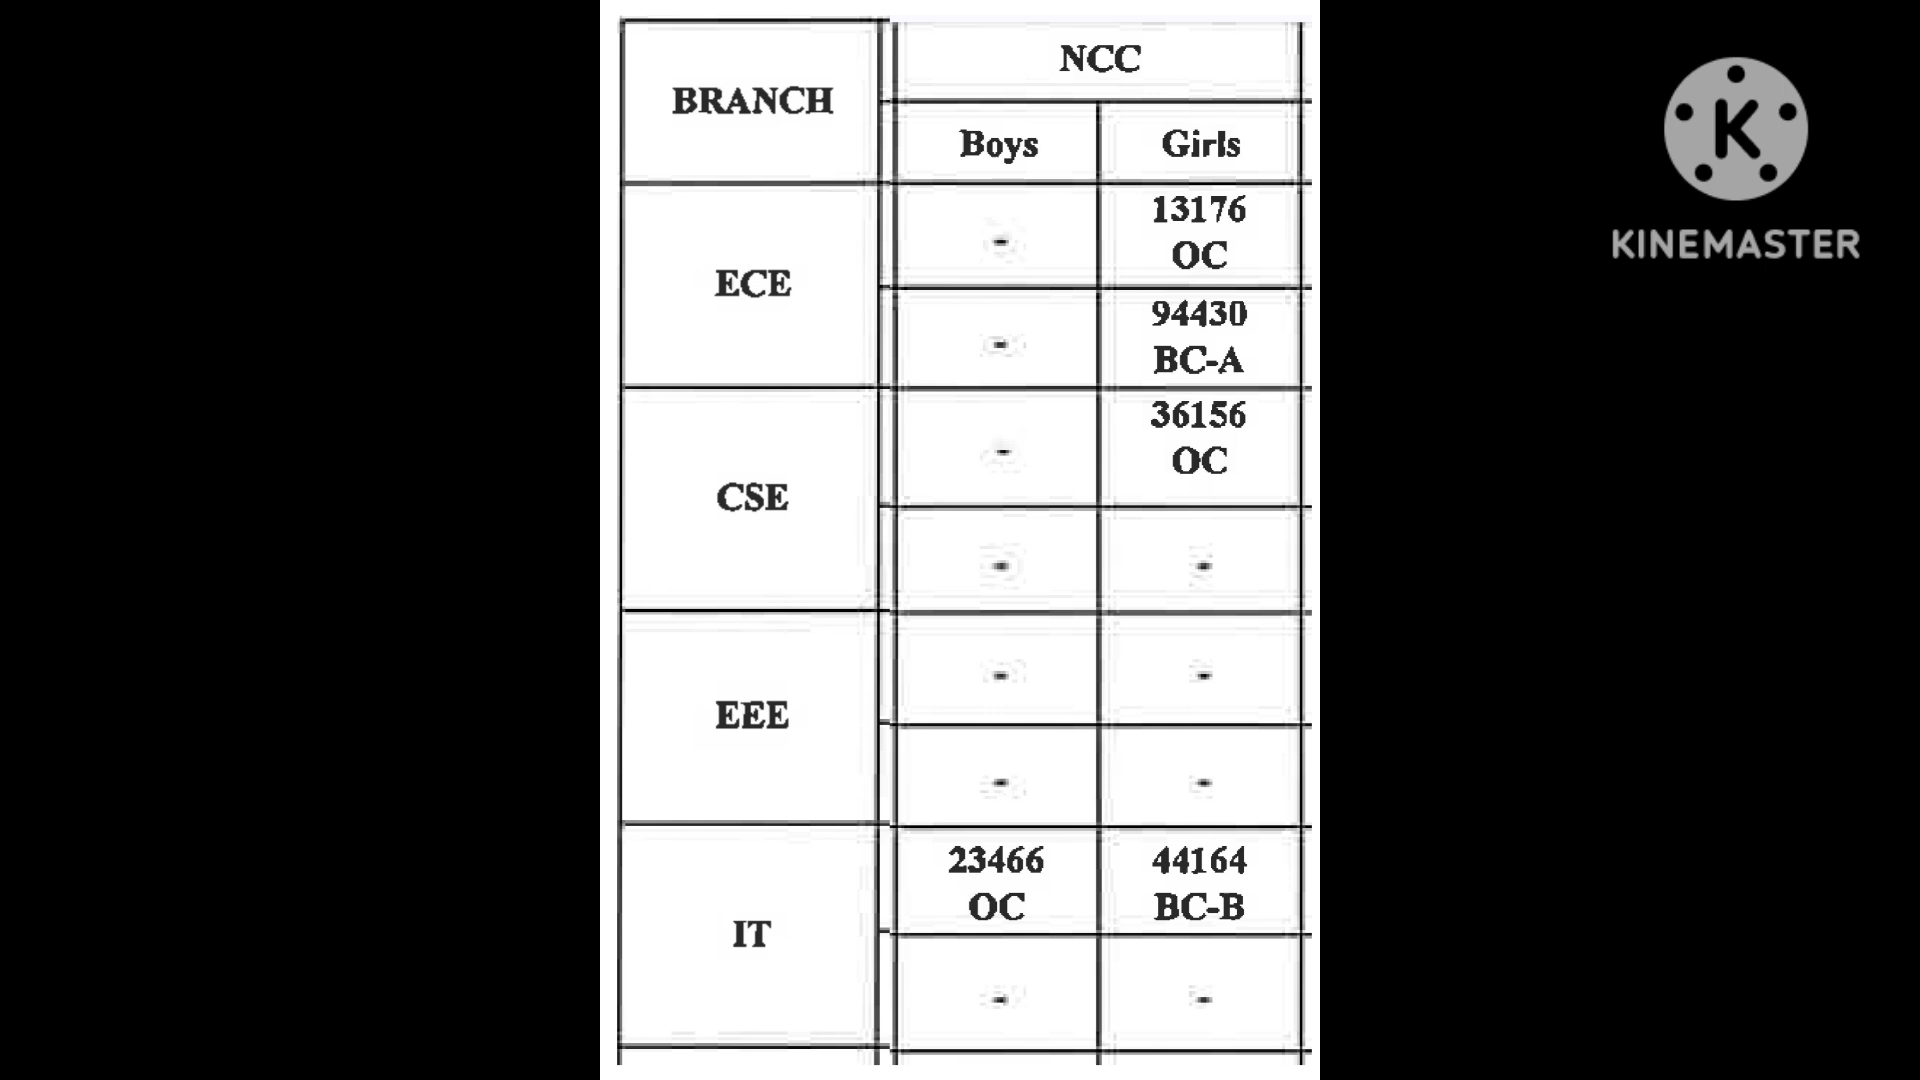 BRANCH
NCC
Boys
Girls
ECE
-
13176
OC
-
94430
BC-A
CSE
-
36156
OC
-
-
EEE
-
-
-
-
IT
23466
OC
44164
BC-B
-
-
K
KINEMASTER